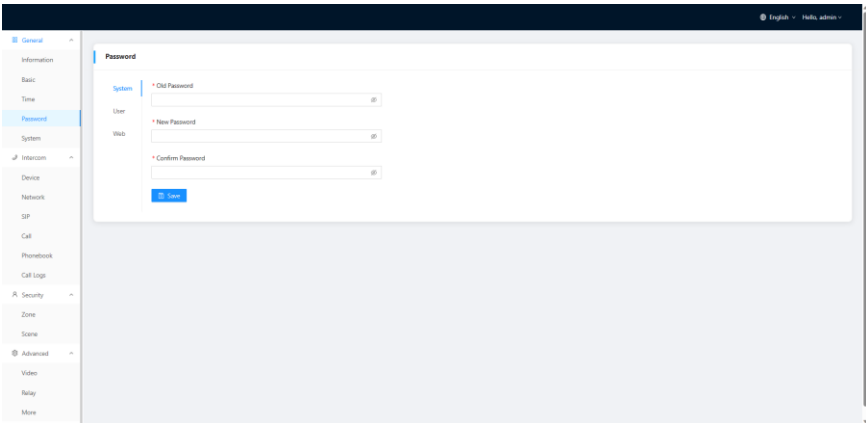 English Hello, admin
General
Information
Basic
Time
Password
System
Intercom
Device
Network
SIP
Call
Phonebook
Call Logs
Security
Zone
Scene
Advanced
Video
Relay
More
Password
System
User
Web
* Old Password
* New Password
* Confirm Password
Save